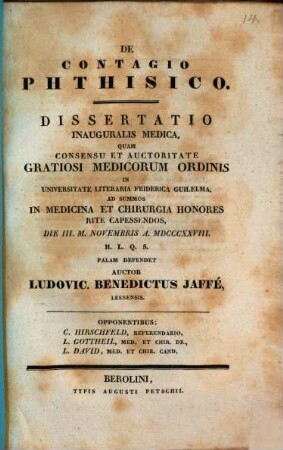 14.
DE
CONTAGIO
PHTHISICO.
DISSERTATIO
INAUGURALIS MEDICA,
QUAM
CONSENSU ET AUCTORITATE
GRATIOSI MEDICORUM ORDINIS
IN
UNIVERSITATE LITERARIA FRIDERICA GUILELMA,
AD SUMMOS
IN MEDICINA ET CHIRURGIA HONORES
RITE CAPESSENDOS,
DIE III. M. NOVEMBRIS A. MDCCCXXVIII.
H. L. Q. S.
PALAM DEFENDET
AUCTOR
LUDOVIC. BENEDICTUS JAFFÉ,
LESNENSIS.
OPPONENTIBUS:
C. HIRSCHFELD, REFERENDARIO,
L. GOTTHEIL, MED. ET CHIR. DR.,
L. DAVID, MED. ET CHIR. CAND.
BEROLINI,
TYPIS AUGUSTI PETSCHII.